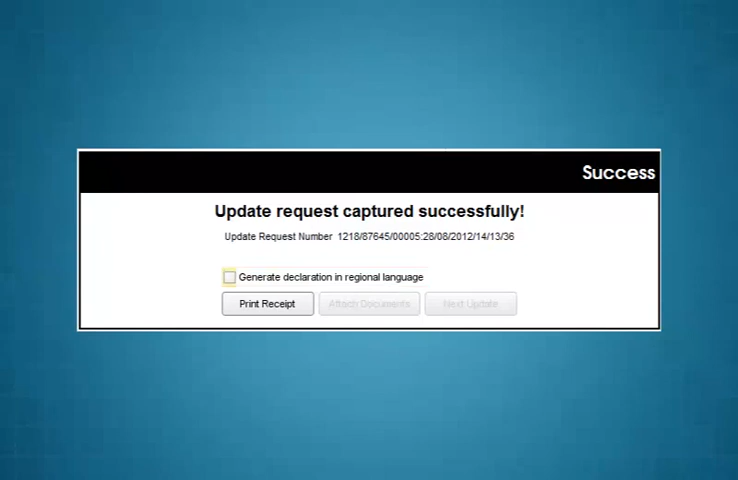 Success
Update request captured successfully!
Update Request Number 1218/87645/00005:28/08/2012/14/13/36
Generate declaration in regional language
Print Receipt Attach Documents Next Update